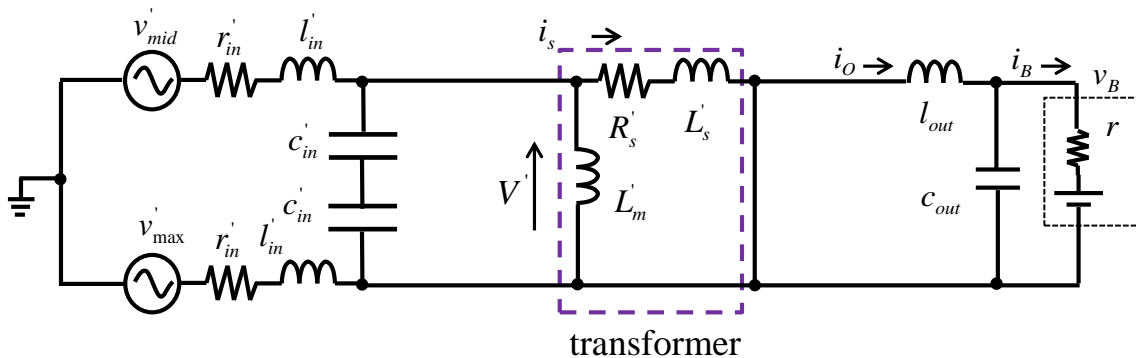 v'mid
r'in
l'in
is
iO
iB
vB
c'in
R's
L's
lout
r
V'
L'm
c'in
cout
v'max
r'in
l'in
transformer